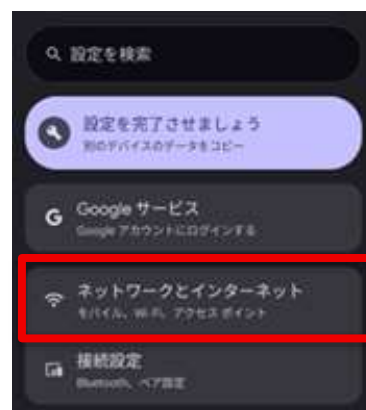 設定を検索
設定を完了させましょう
別のデバイスのデータをコピー
Google サービス
Google アカウントにログインする
ネットワークとインターネット
モバイル、Wi-Fi、アクセス ポイント
接続設定
Bluetooth、ペア設定